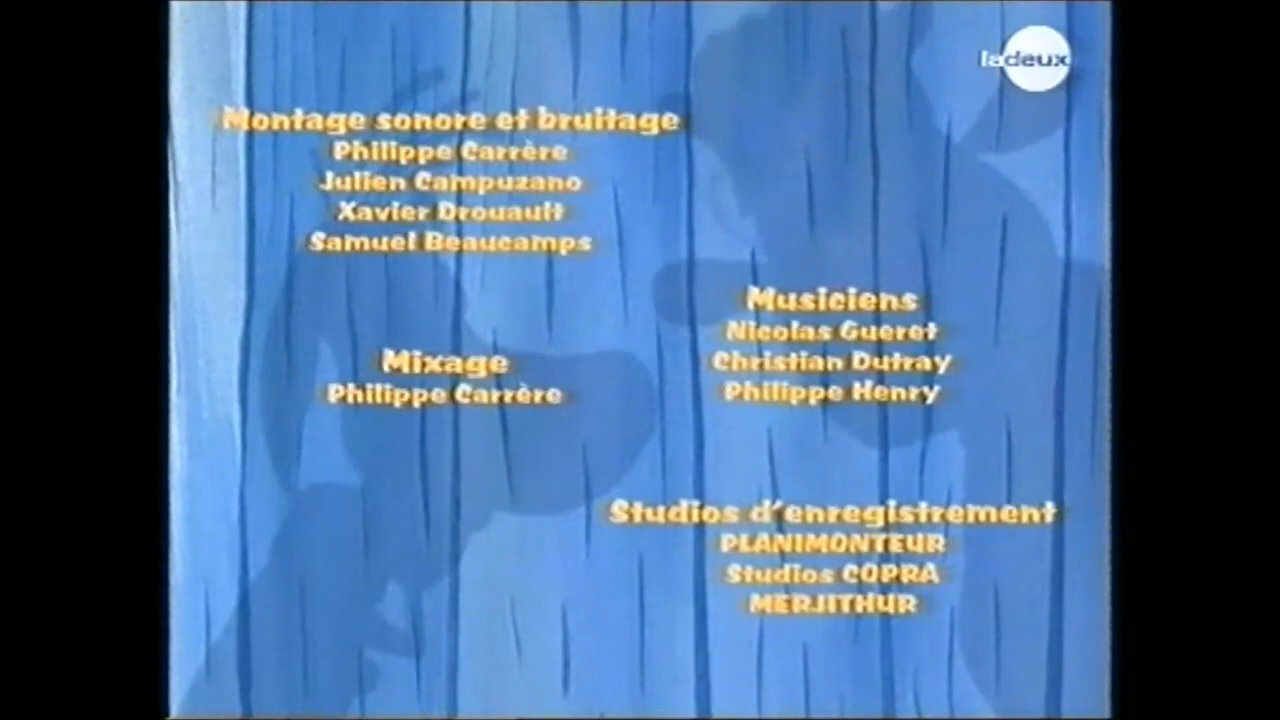 ladeux
Montage sonore et bruitage
Philippe Carrère
Julien Campuzano
Xavier Drouault
Samuel Beaucamps
Musiciens
Nicolas Gueret
Christian Dutray
Philippe Henry
Mixage
Philippe Carrère
Studios d'enregistrement
PLANIMONTEUR
Studios COPRA
MERJITHUR